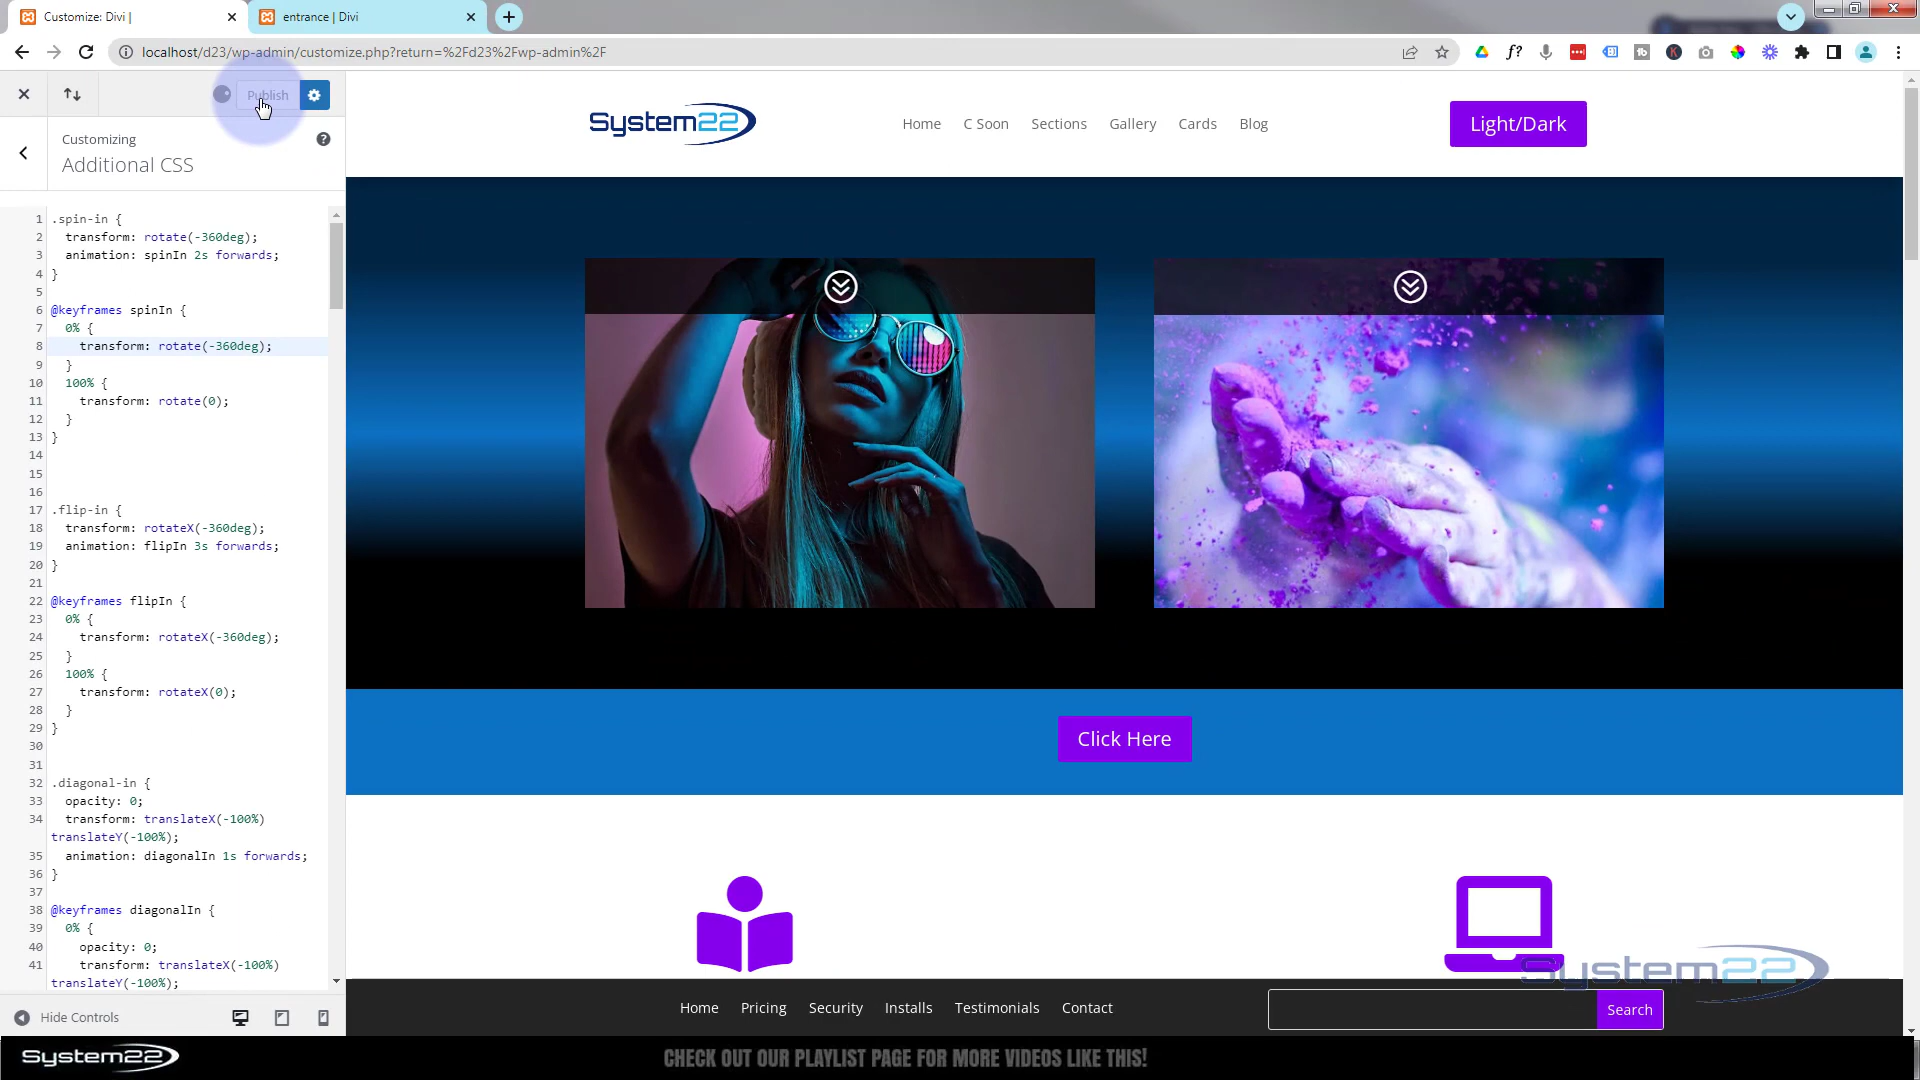 Customize: Divi |
entrance | Divi
localhost/d23/wp-admin/customize.php?return=%2Fd23%2Fwp-admin%2F
Publish
Customizing
Additional CSS
1 .spin-in {
2 transform: rotate(-360deg);
3 animation: spinIn 2s forwards;
4 }
5
6 @keyframes spinIn {
7 0% {
8 transform: rotate(-360deg);
9 }
10 100% {
11 transform: rotate(0);
12 }
13 }
14
15
16
17 .flip-in {
18 transform: rotateX(-360deg);
19 animation: flipIn 3s forwards;
20 }
21
22 @keyframes flipIn {
23 0% {
24 transform: rotateX(-360deg);
25 }
26 100% {
27 transform: rotateX(0);
28 }
29 }
30
31
32 .diagonal-in {
33 opacity: 0;
34 transform: translateX(-100%)
translateY(-100%);
35 animation: diagonalIn 1s forwards;
36 }
37
38 @keyframes diagonalIn {
39 0% {
40 opacity: 0;
41 transform: translateX(-100%)
translateY(-100%);
Hide Controls
System22
Home C Soon Sections Gallery Cards Blog
Light/Dark
Click Here
System22
Home Pricing Security Installs Testimonials Contact
Search
System22
CHECK OUT OUR PLAYLIST PAGE FOR MORE VIDEOS LIKE THIS!